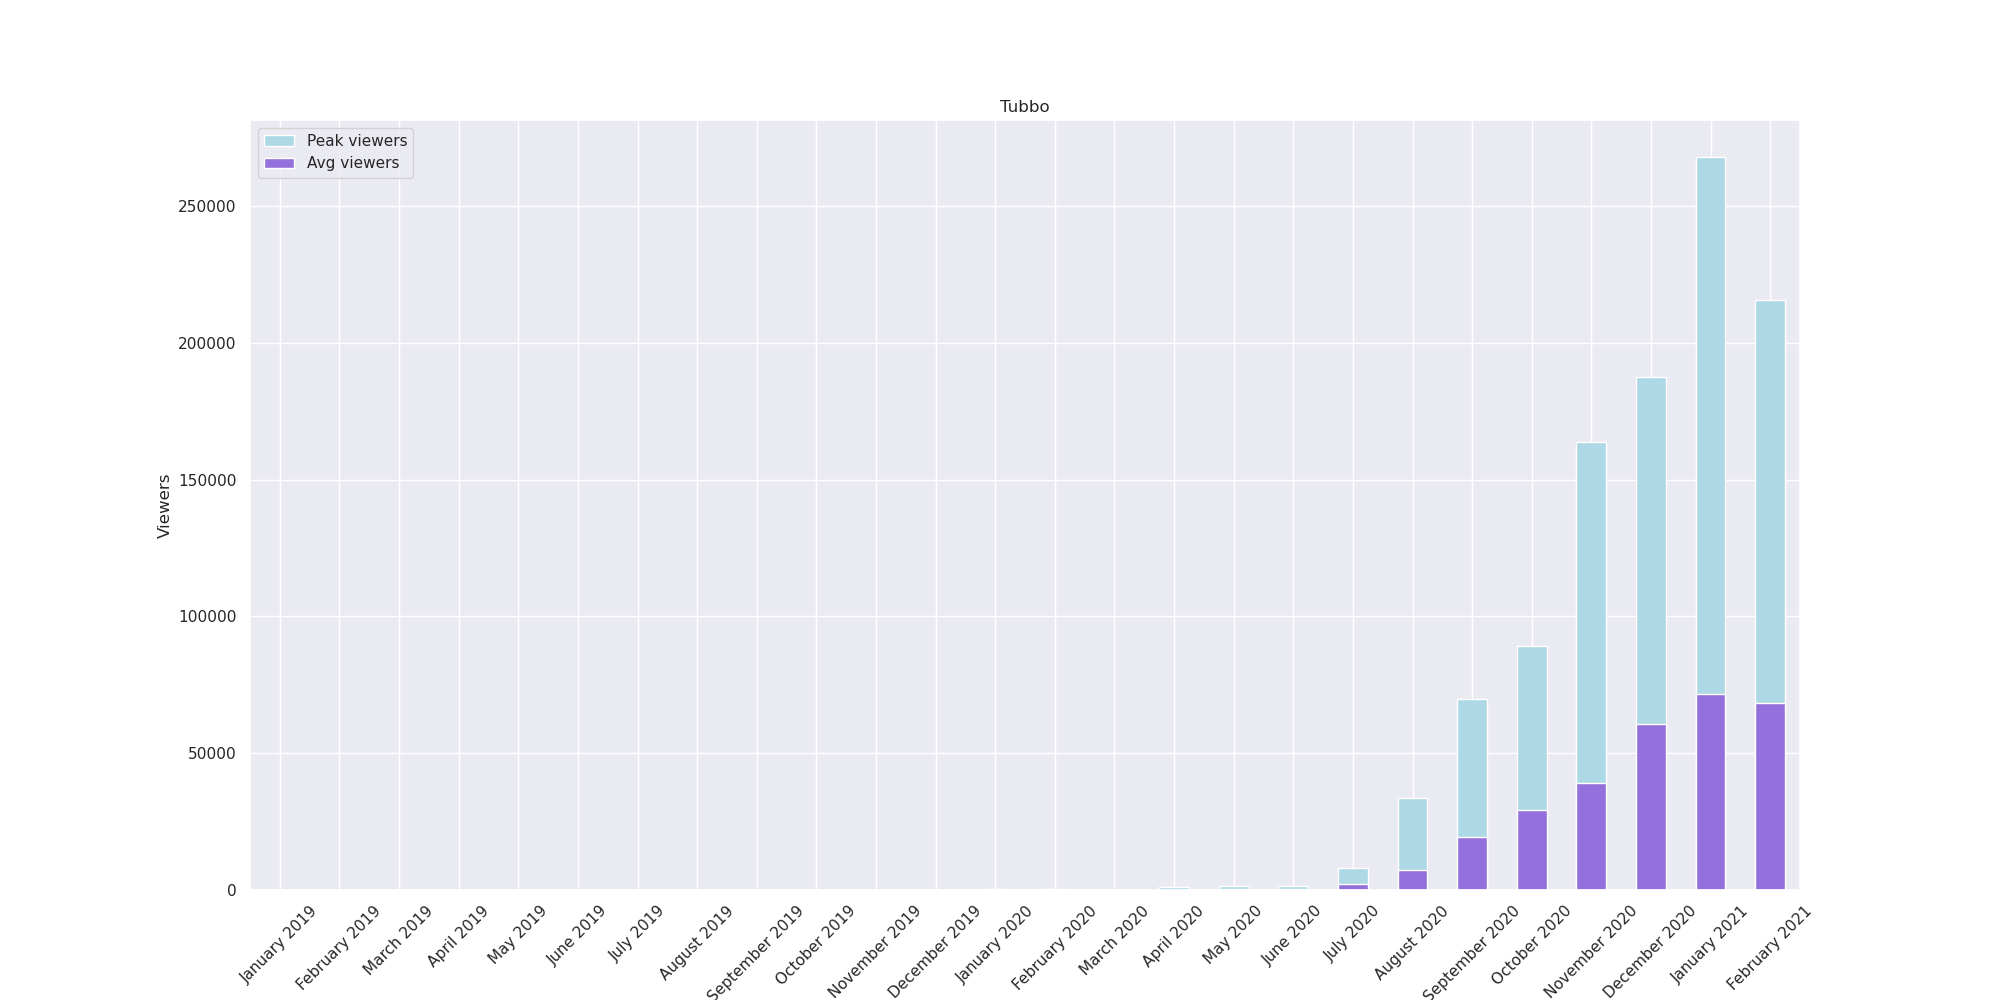 Tubbo
Peak viewers
Avg viewers
Viewers
250000
200000
150000
100000
50000
0
January 2019
February 2019
March 2019
April 2019
May 2019
June 2019
July 2019
August 2019
September 2019
October 2019
November 2019
December 2019
January 2020
February 2020
March 2020
April 2020
May 2020
June 2020
July 2020
August 2020
September 2020
October 2020
November 2020
December 2020
January 2021
February 2021